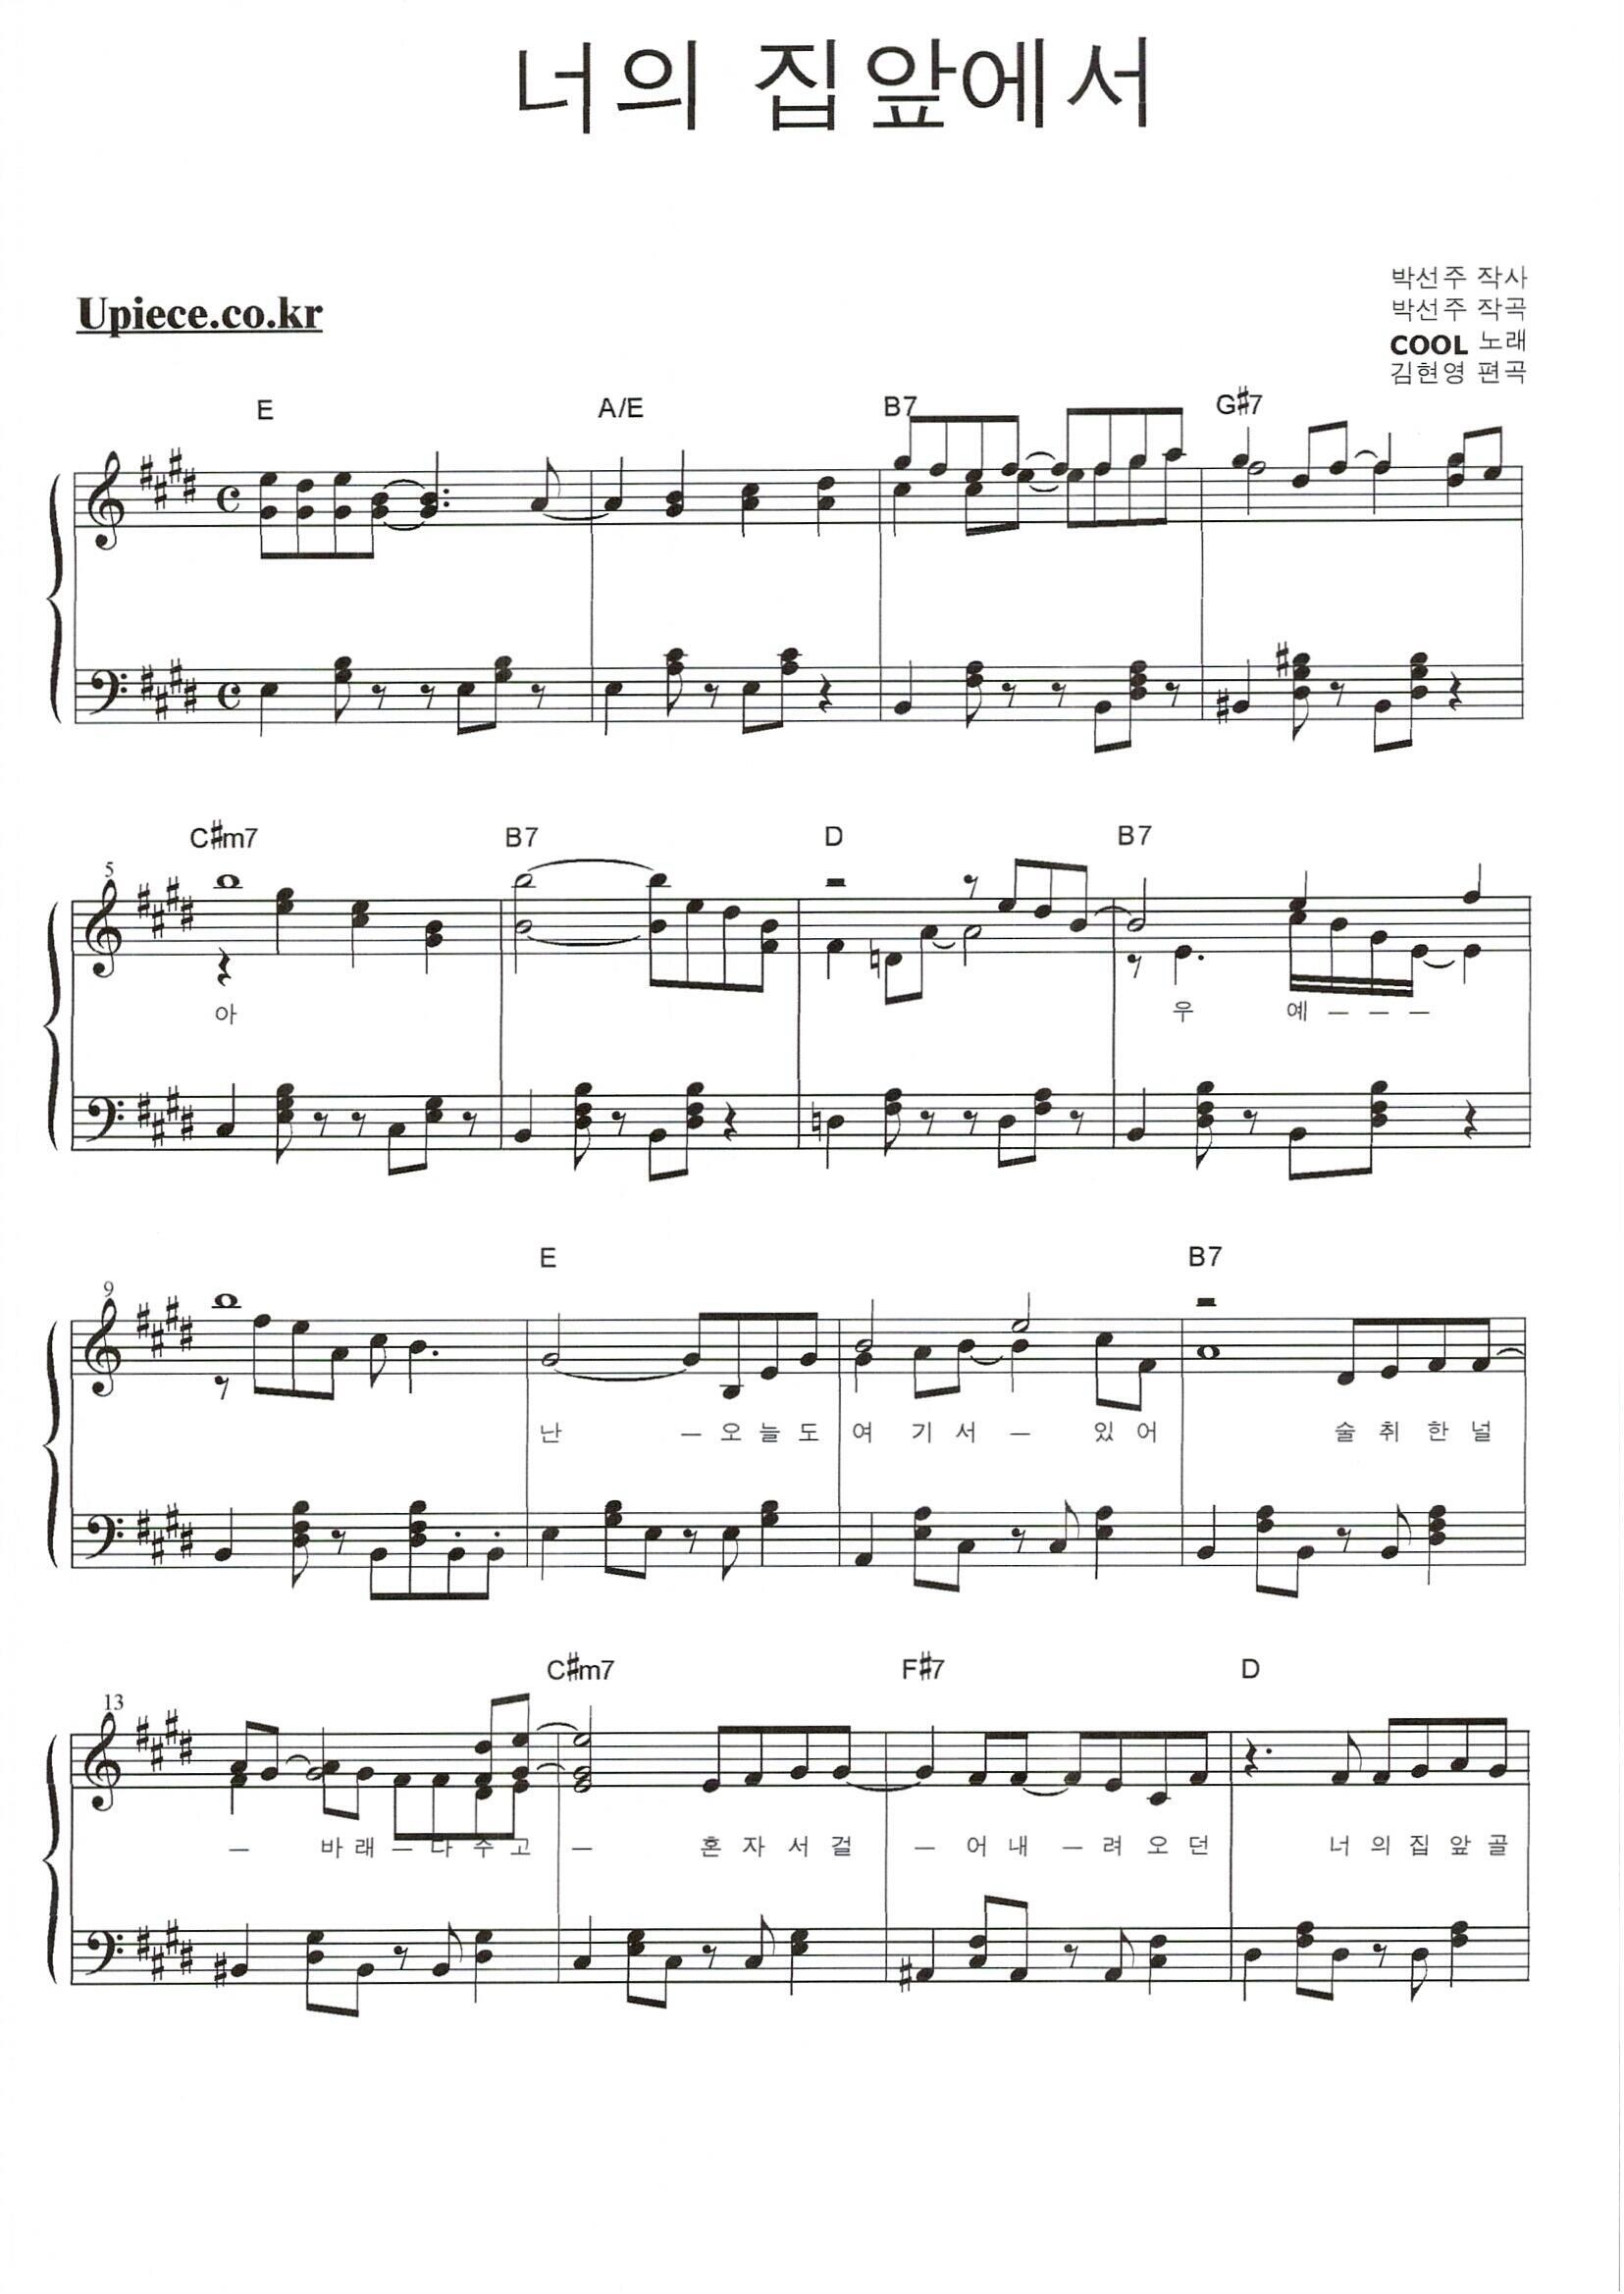 너의 집앞에서
박선주 작사
Upiece.co.kr
박선주 작곡
COOL 노래
김현영 편곡
E A/E B7 G#7
C#m7 B7 D B7
5
아 우 예 — — —
E B7
9
난 — 오 늘 도 여 기 서 — 있 어 술 취 한 널
C#m7 F#7 D
13
— 바 래 — 다 주 고 — 혼 자 서 걸 — 어 내 — 려 오 던 너 의 집 앞 골